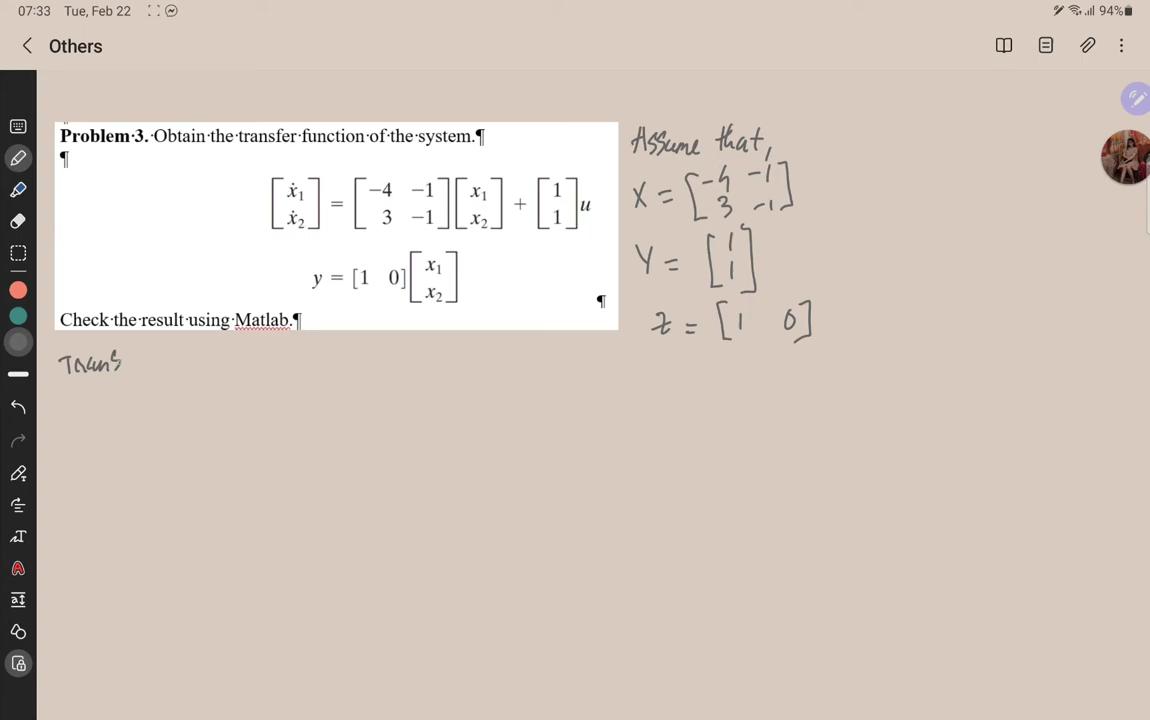 07:33 Tue, Feb 22
94%
Others
Problem·3.·Obtain·the·transfer·function·of·the·system.¶
¶
[ẋ₁ ẋ₂] = [−4 −1; 3 −1] [x₁ x₂] + [1 1] u
y = [1 0] [x₁ x₂]
¶
Check·the·result·using·Matlab.¶
Assume that,
X = [−4 −1; 3 −1]
Y = [1 1]
Z = [1 0]
Trans